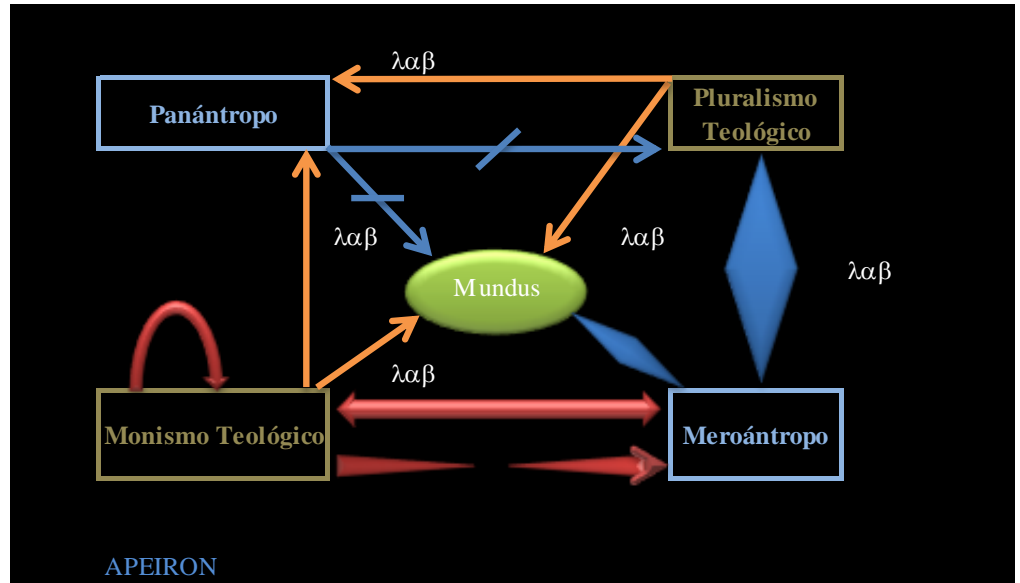 λαβ
Panántropo
Pluralismo
Teológico
λαβ
λαβ
λαβ
Mundus
λαβ
Monismo Teológico
Meroántropo
APEIRON